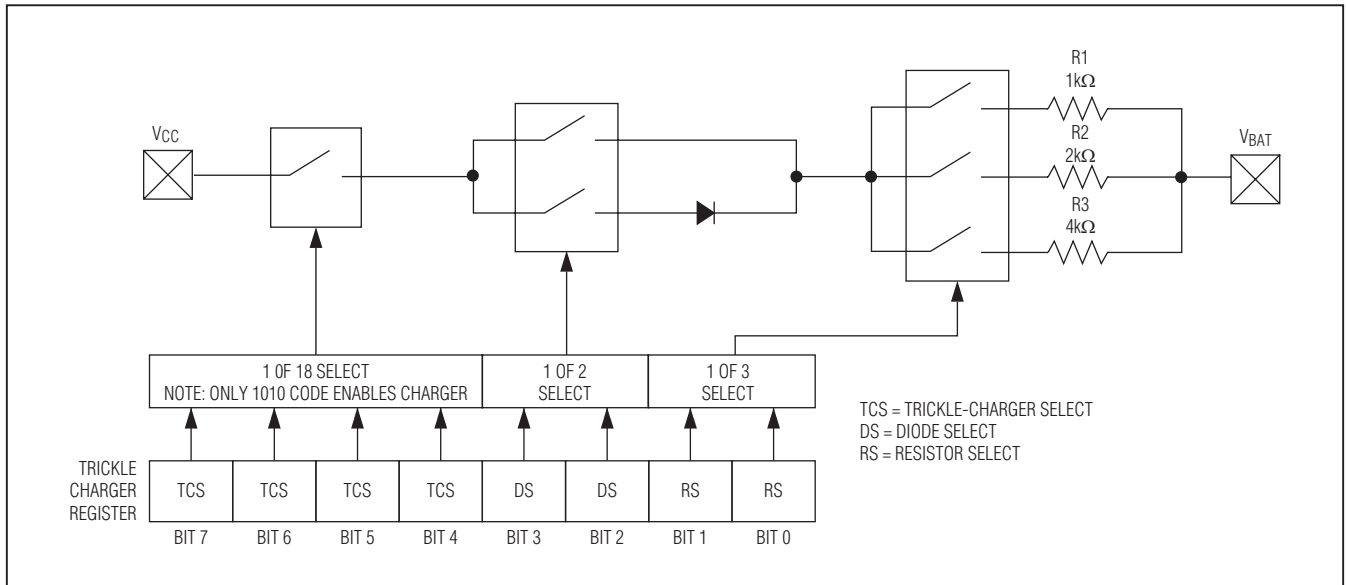 VCC
R1
1kΩ
R2
2kΩ
R3
4kΩ
VBAT
1 0F 18 SELECT
NOTE: ONLY 1010 CODE ENABLES CHARGER
1 OF 2
SELECT
1 OF 3
SELECT
TCS = TRICKLE-CHARGER SELECT
DS = DIODE SELECT
RS = RESISTOR SELECT
TRICKLE
CHARGER
REGISTER
TCS TCS TCS TCS DS DS RS RS
BIT 7 BIT 6 BIT 5 BIT 4 BIT 3 BIT 2 BIT 1 BIT 0